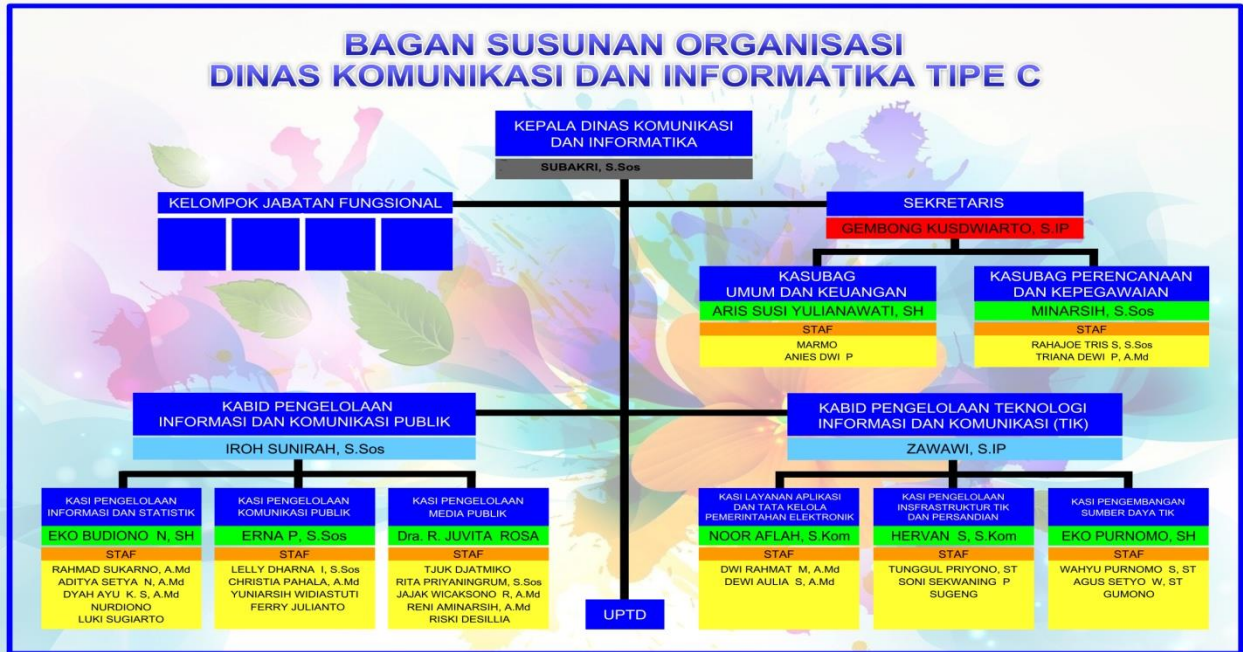 BAGAN SUSUNAN ORGANISASI
DINAS KOMUNIKASI DAN INFORMATIKA TIPE C
KEPALA DINAS KOMUNIKASI
DAN INFORMATIKA
SUBAKRI, S.Sos
KELOMPOK JABATAN FUNGSIONAL
SEKRETARIS
GEMBONG KUSDWIARTO, S.IP
KASUBAG
UMUM DAN KEUANGAN
ARIS SUSI YULIANAWATI, SH
STAF
MARMO
ANIES DWI P
KASUBAG PERENCANAAN
DAN KEPEGAWAIAN
MINARSIH, S.Sos
STAF
RAHAJOE TRIS S, S.Sos
TRIANA DEWI P, A.Md
KABID PENGELOLAAN
INFORMASI DAN KOMUNIKASI PUBLIK
IROH SUNIRAH, S.Sos
KASI PENGELOLAAN
INFORMASI DAN STATISTIK
EKO BUDIONO N, SH
STAF
RAHMAD SUKARNO, A.Md
ADITYA SETYA N, A.Md
DYAH AYU K. S, A.Md
NURDIONO
LUKI SUGIARTO
KASI PENGELOLAAN
KOMUNIKASI PUBLIK
ERNA P, S.Sos
STAF
LELLY DHARNA I, S.Sos
CHRISTIA PAHALA, A.Md
YUNIARSIH WIDIASTUTI
FERRY JULIANTO
KASI PENGELOLAAN
MEDIA PUBLIK
Dra. R. JUVITA ROSA
STAF
TJUK DJATMIKO
RITA PRIYANINGRUM, S.Sos
JAJAK WICAKSONO R, A.Md
RENI AMINARSIH, A.Md
RISKI DESILLIA
KABID PENGELOLAAN TEKNOLOGI
INFORMASI DAN KOMUNIKASI (TIK)
ZAWAWI, S.IP
KASI LAYANAN APLIKASI
DAN TATA KELOLA
PEMERINTAHAN ELEKTRONIK
NOOR AFLAH, S.Kom
STAF
DWI RAHMAT M, A.Md
DEWI AULIA S, A.Md
KASI PENGELOLAAN
INSFRASTRUKTUR TIK
DAN PERSANDIAN
HERVAN S, S.Kom
STAF
TUNGGUL PRIYONO, ST
SONI SEKWANING P
SUGENG
KASI PENGEMBANGAN
SUMBER DAYA TIK
EKO PURNOMO, SH
STAF
WAHYU PURNOMO S, ST
AGUS SETYO W, ST
GUMONO
UPTD